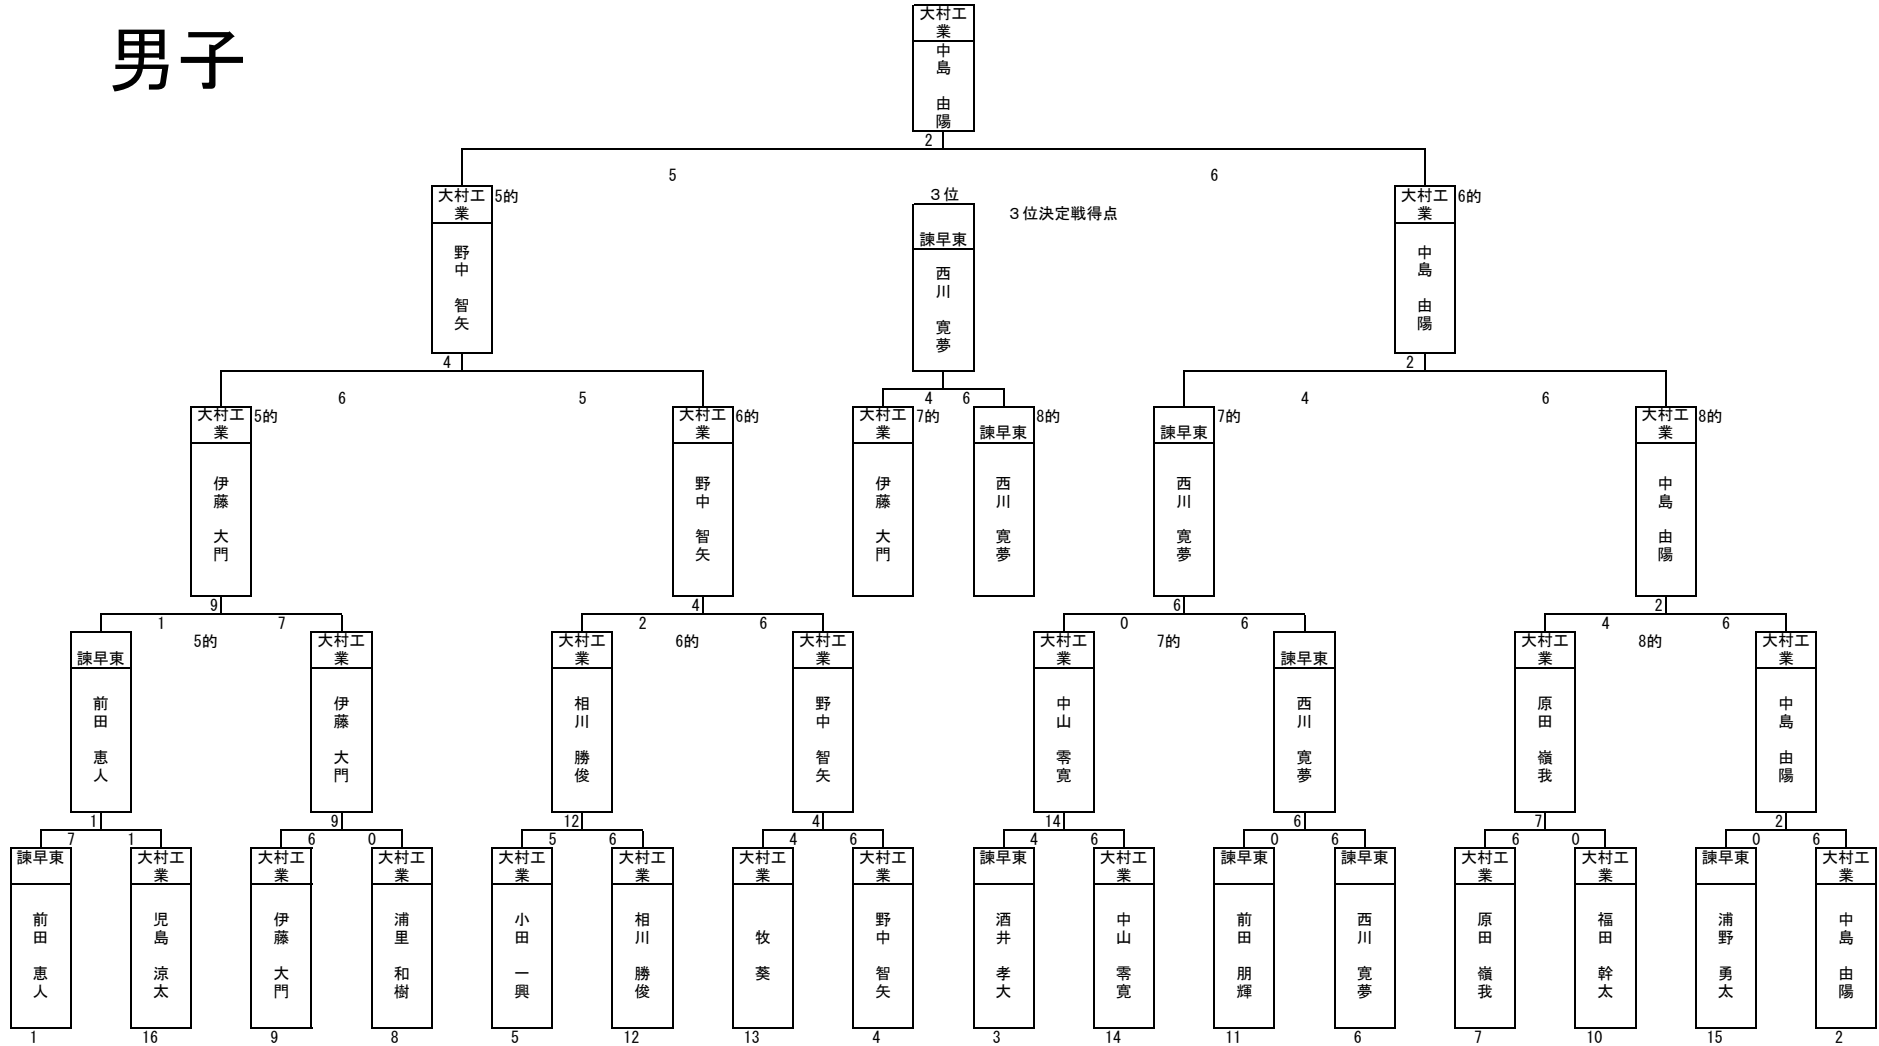 男子
大村工業
中島 由陽
2
5 6
大村工業 5的
野中 智矢
3位
諫早東
西川 寛夢
3位決定戦得点
大村工業 6的
中島 由陽
4 2
6 5 4 6 4 6
大村工業 5的
伊藤 大門
大村工業 6的
野中 智矢
大村工業 7的
伊藤 大門
諫早東 8的
西川 寛夢
諫早東 7的
西川 寛夢
大村工業 8的
中島 由陽
9 4 6 2
1 7 2 6 0 6 4 6
5的 6的 7的 8的
諫早東
前田 恵人
大村工業
伊藤 大門
大村工業
相川 勝俊
大村工業
野中 智矢
大村工業
中山 零寛
諫早東
西川 寛夢
大村工業
原田 嶺我
大村工業
中島 由陽
1 9 12 4 14 6 7 2
7 1 6 0 5 6 4 6 4 6 0 6 6 0 0 6
諫早東
前田 恵人
1
大村工業
児島 涼太
16
大村工業
伊藤 大門
9
大村工業
浦里 和樹
8
大村工業
小田 一興
5
大村工業
相川 勝俊
12
大村工業
牧 葵
13
大村工業
野中 智矢
4
諫早東
酒井 孝大
3
大村工業
中山 零寛
14
諫早東
前田 朋輝
11
諫早東
西川 寛夢
6
大村工業
原田 嶺我
7
大村工業
福田 幹太
10
諫早東
浦野 勇太
15
大村工業
中島 由陽
2